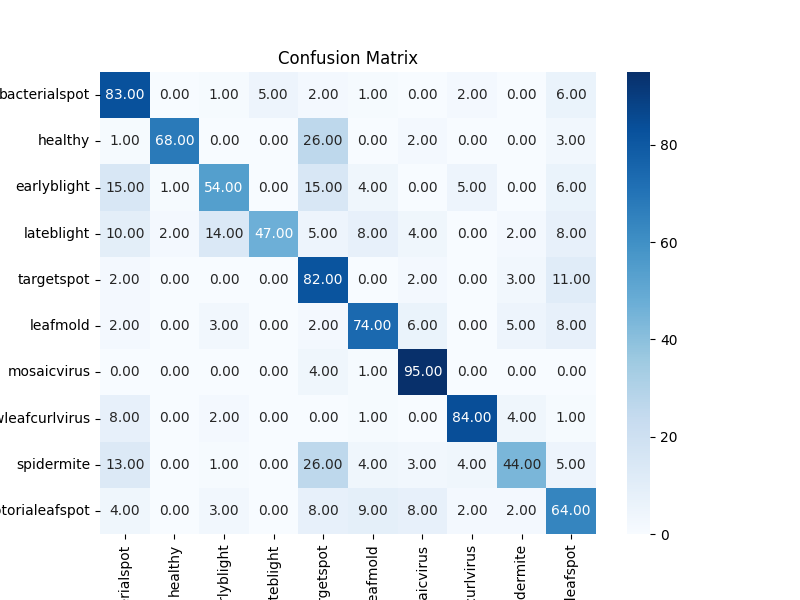 Confusion Matrix
bacterialspot 83.00 0.00 1.00 5.00 2.00 1.00 0.00 2.00 0.00 6.00
healthy 1.00 68.00 0.00 0.00 26.00 0.00 2.00 0.00 0.00 3.00
earlyblight 15.00 1.00 54.00 0.00 15.00 4.00 0.00 5.00 0.00 6.00
lateblight 10.00 2.00 14.00 47.00 5.00 8.00 4.00 0.00 2.00 8.00
targetspot 2.00 0.00 0.00 0.00 82.00 0.00 2.00 0.00 3.00 11.00
leafmold 2.00 0.00 3.00 0.00 2.00 74.00 6.00 0.00 5.00 8.00
mosaicvirus 0.00 0.00 0.00 0.00 4.00 1.00 95.00 0.00 0.00 0.00
wleafcurlvirus 8.00 0.00 2.00 0.00 0.00 1.00 0.00 84.00 4.00 1.00
spidermite 13.00 0.00 1.00 0.00 26.00 4.00 3.00 4.00 44.00 5.00
torialeafspot 4.00 0.00 3.00 0.00 8.00 9.00 8.00 2.00 2.00 64.00
rialspot
healthy
rlyblight
teblight
rgetspot
eafmold
aicvirus
urlvirus
dermite
leafspot
80
60
40
20
0